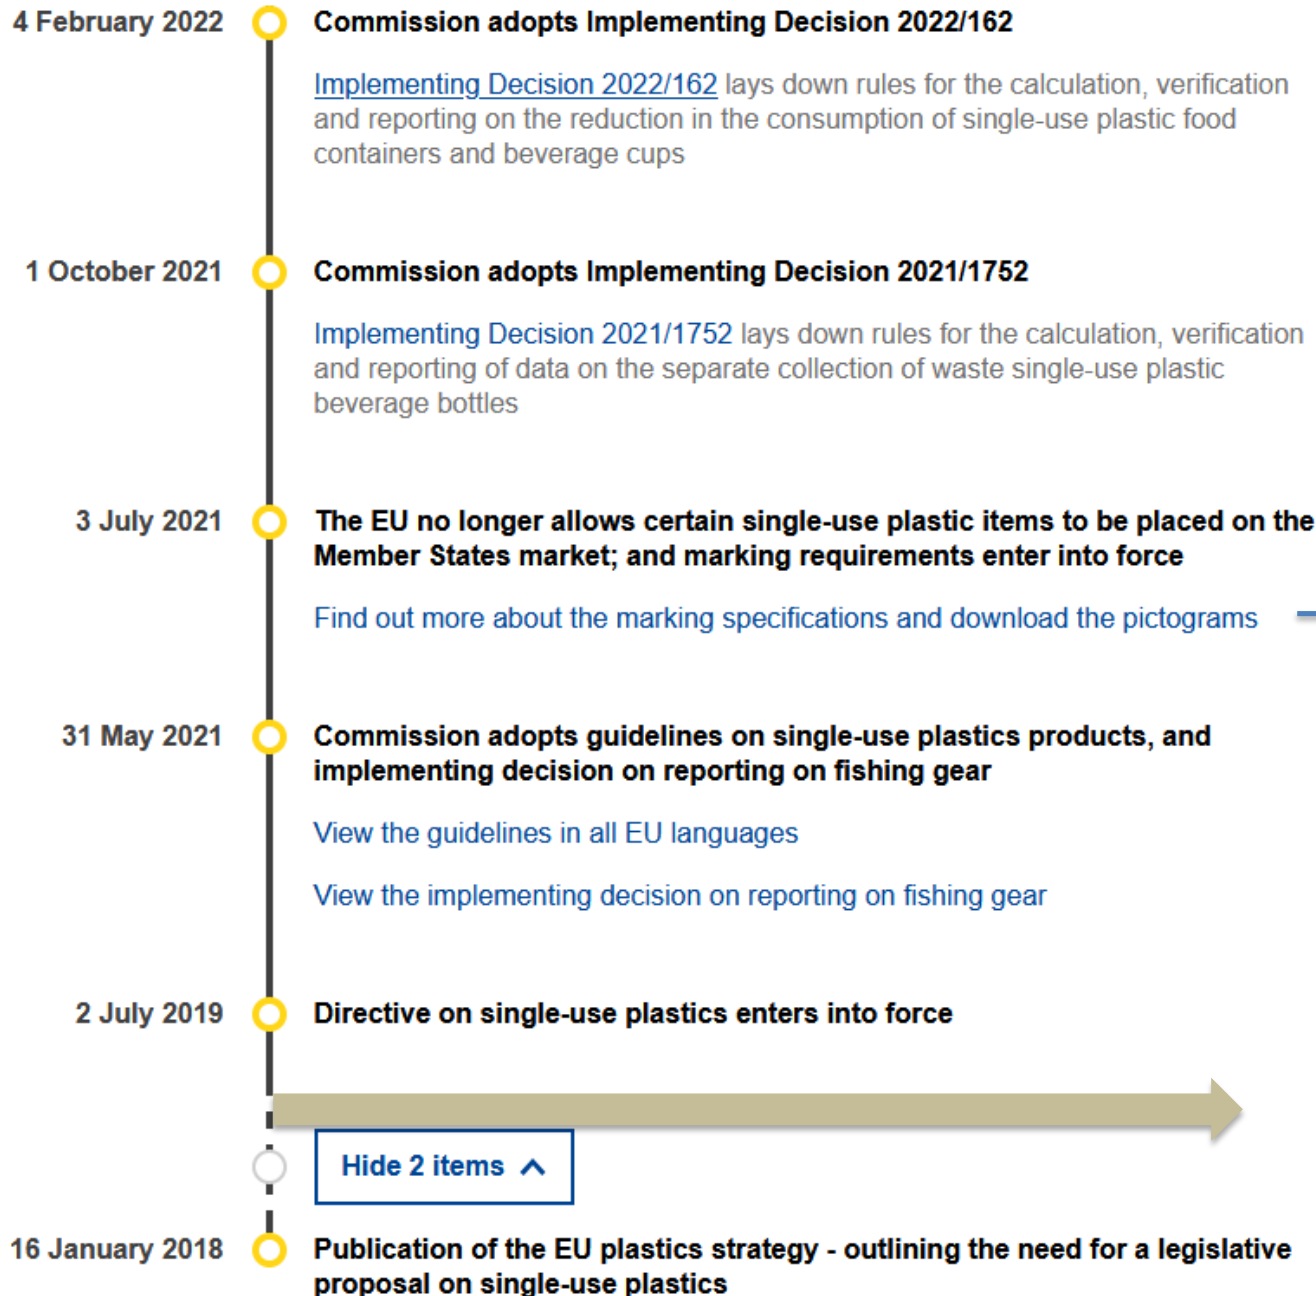 4 February 2022
Commission adopts Implementing Decision 2022/162
Implementing Decision 2022/162 lays down rules for the calculation, verification
and reporting on the reduction in the consumption of single-use plastic food
containers and beverage cups
1 October 2021
Commission adopts Implementing Decision 2021/1752
Implementing Decision 2021/1752 lays down rules for the calculation, verification
and reporting of data on the separate collection of waste single-use plastic
beverage bottles
3 July 2021
The EU no longer allows certain single-use plastic items to be placed on the
Member States market; and marking requirements enter into force
Find out more about the marking specifications and download the pictograms
31 May 2021
Commission adopts guidelines on single-use plastics products, and
implementing decision on reporting on fishing gear
View the guidelines in all EU languages
View the implementing decision on reporting on fishing gear
2 July 2019
Directive on single-use plastics enters into force
Hide 2 items
16 January 2018
Publication of the EU plastics strategy - outlining the need for a legislative
proposal on single-use plastics